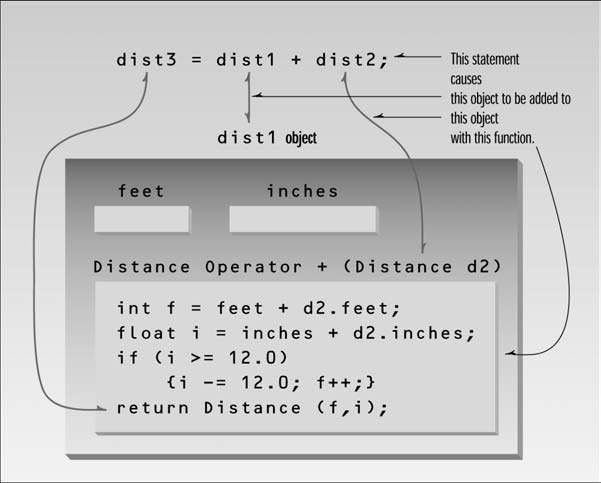 dist3 = dist1 + dist2;
This statement
causes
this object to be added to
this object
with this function.
dist1 object
feet inches
Distance Operator + (Distance d2)
int f = feet + d2.feet;
float i = inches + d2.inches;
if (i >= 12.0)
{i -= 12.0; f++;}
return Distance (f,i);